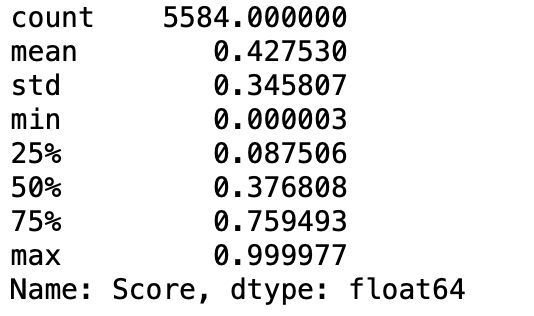 count    5584.000000
mean        0.427530
std         0.345807
min         0.000003
25%         0.087506
50%         0.376808
75%         0.759493
max         0.999977
Name: Score, dtype: float64